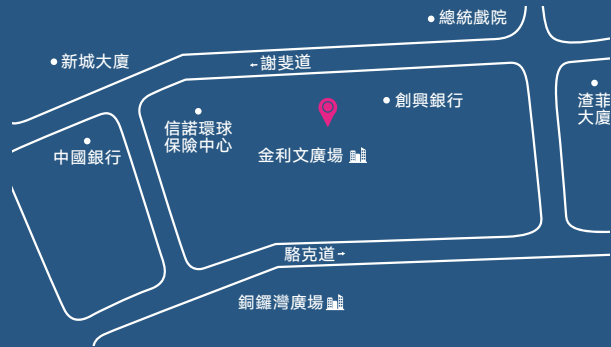 總統戲院
新城大廈
←謝斐道
創興銀行
渣菲
大廈
信諾環球
保險中心
金利文廣場
中國銀行
駱克道→
銅鑼灣廣場